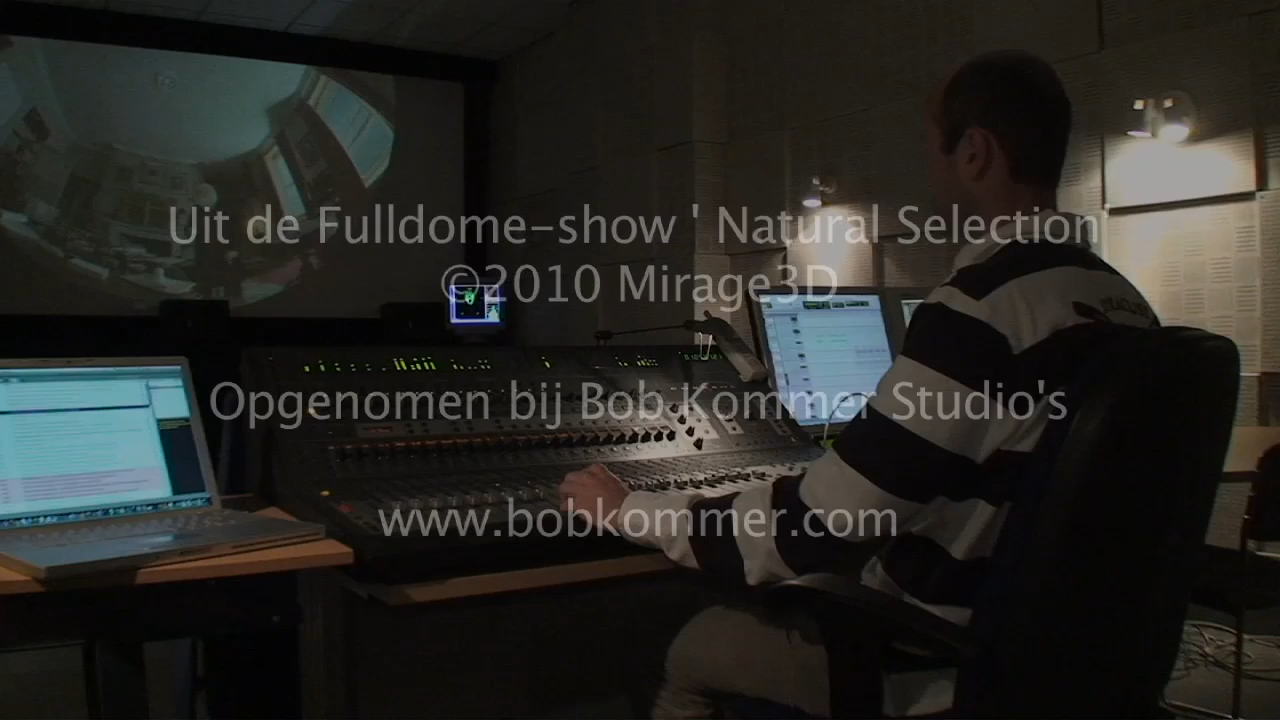 Uit de Fulldome-show ' Natural Selection
©2010 Mirage3D
Opgenomen bij Bob Kommer Studio's
www.bobkommer.com